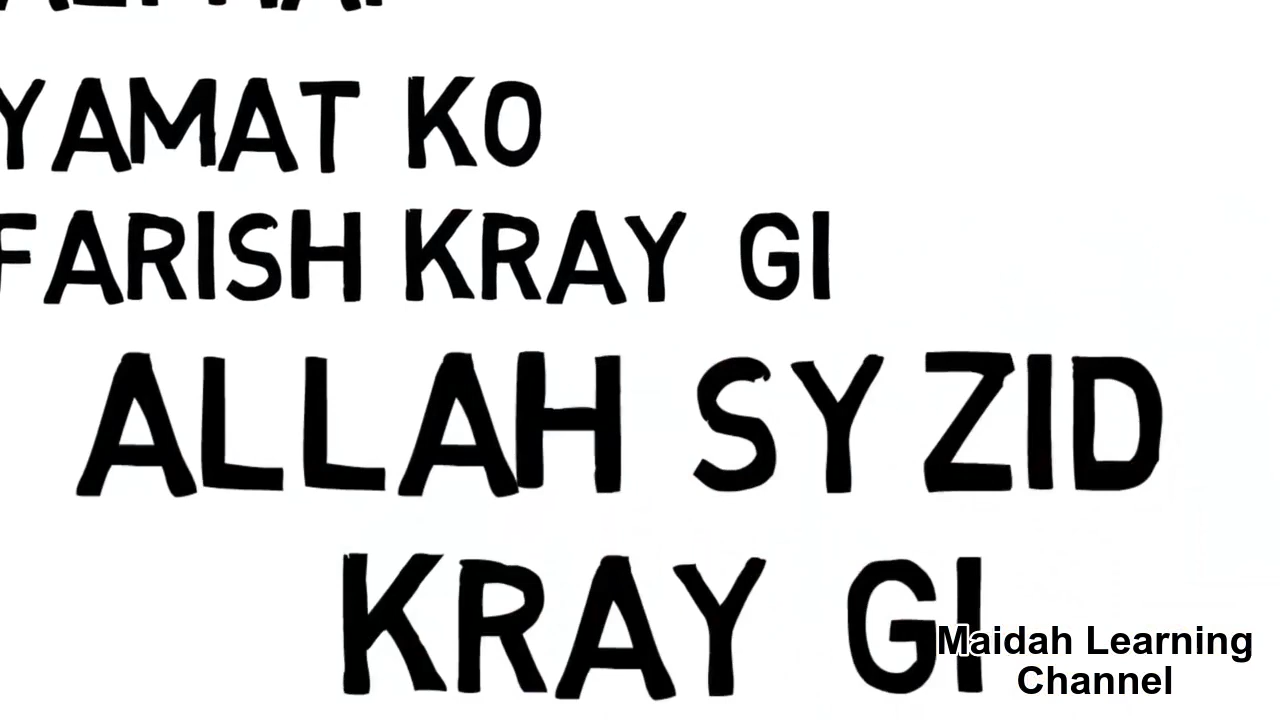 YAMAT KO
FARISH KRAY GI
ALLAH SY ZID
KRAY GI
Maidah Learning
Channel